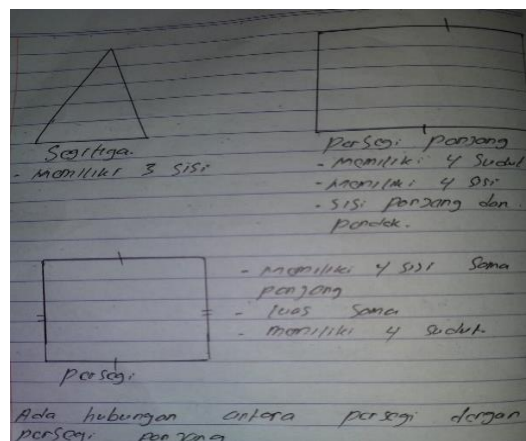 Segitiga.
- Memiliki 3 sisi
Persegi panjang
- Memiliki 4 Sudut
- Memiliki 4 sisi
- sisi panjang dan
pendek.
- Memiliki 4 sisi Sama
panjang
- luas Sama
- memiliki 4 Sudut.
persegi
Ada hubungan antara persegi dengan
persegi panjang